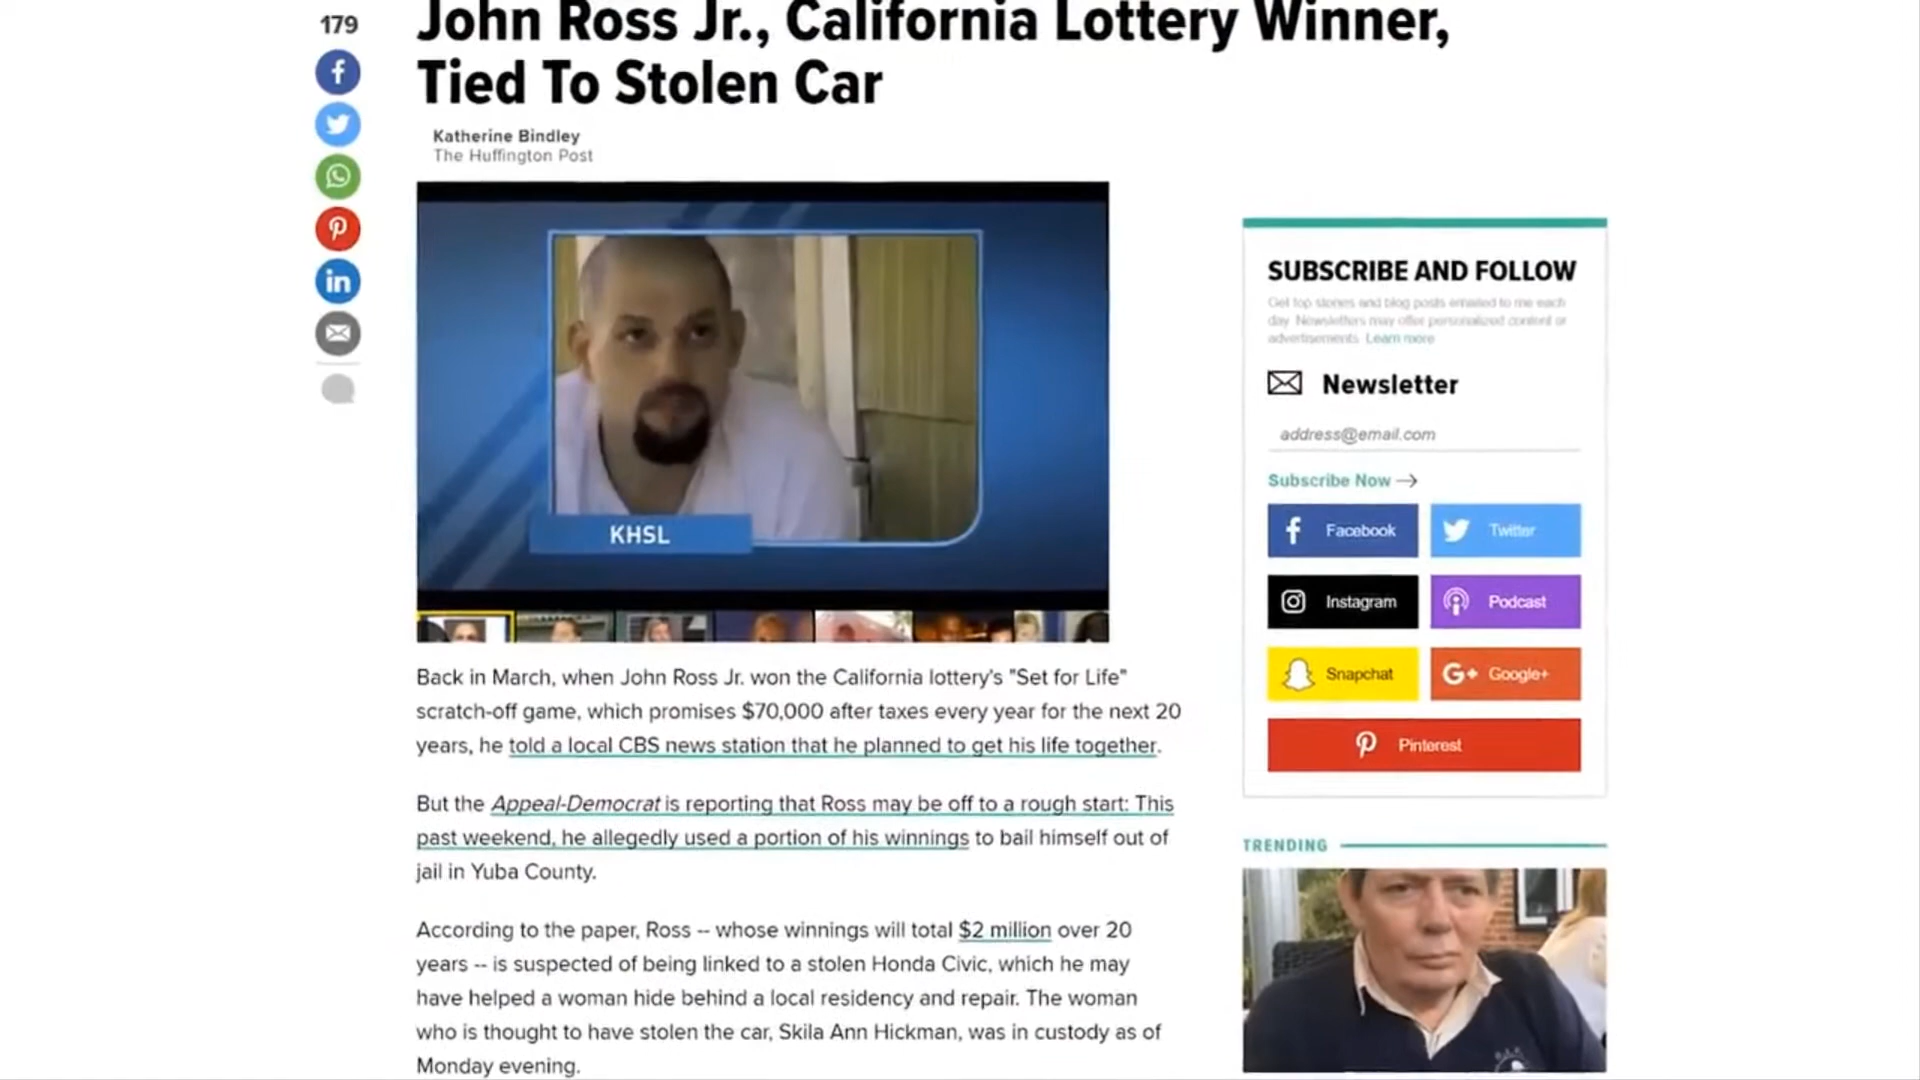 179
John Ross Jr., California Lottery Winner,
Tied To Stolen Car
Katherine Bindley
The Huffington Post
KHSL
Back in March, when John Ross Jr. won the California lottery's "Set for Life"
scratch-off game, which promises $70,000 after taxes every year for the next 20
years, he told a local CBS news station that he planned to get his life together.
But the Appeal-Democrat is reporting that Ross may be off to a rough start: This
past weekend, he allegedly used a portion of his winnings to bail himself out of
jail in Yuba County.
According to the paper, Ross -- whose winnings will total $2 million over 20
years -- is suspected of being linked to a stolen Honda Civic, which he may
have helped a woman hide behind a local residency and repair. The woman
who is thought to have stolen the car, Skila Ann Hickman, was in custody as of
Monday evening.
SUBSCRIBE AND FOLLOW
Get top stories and blog posts emailed to me each
day. Newsletters may offer personalized content or
advertisements. Learn more
Newsletter
address@email.com
Subscribe Now →
Facebook
Twitter
Instagram
Podcast
Snapchat
G+ Google+
Pinterest
TRENDING